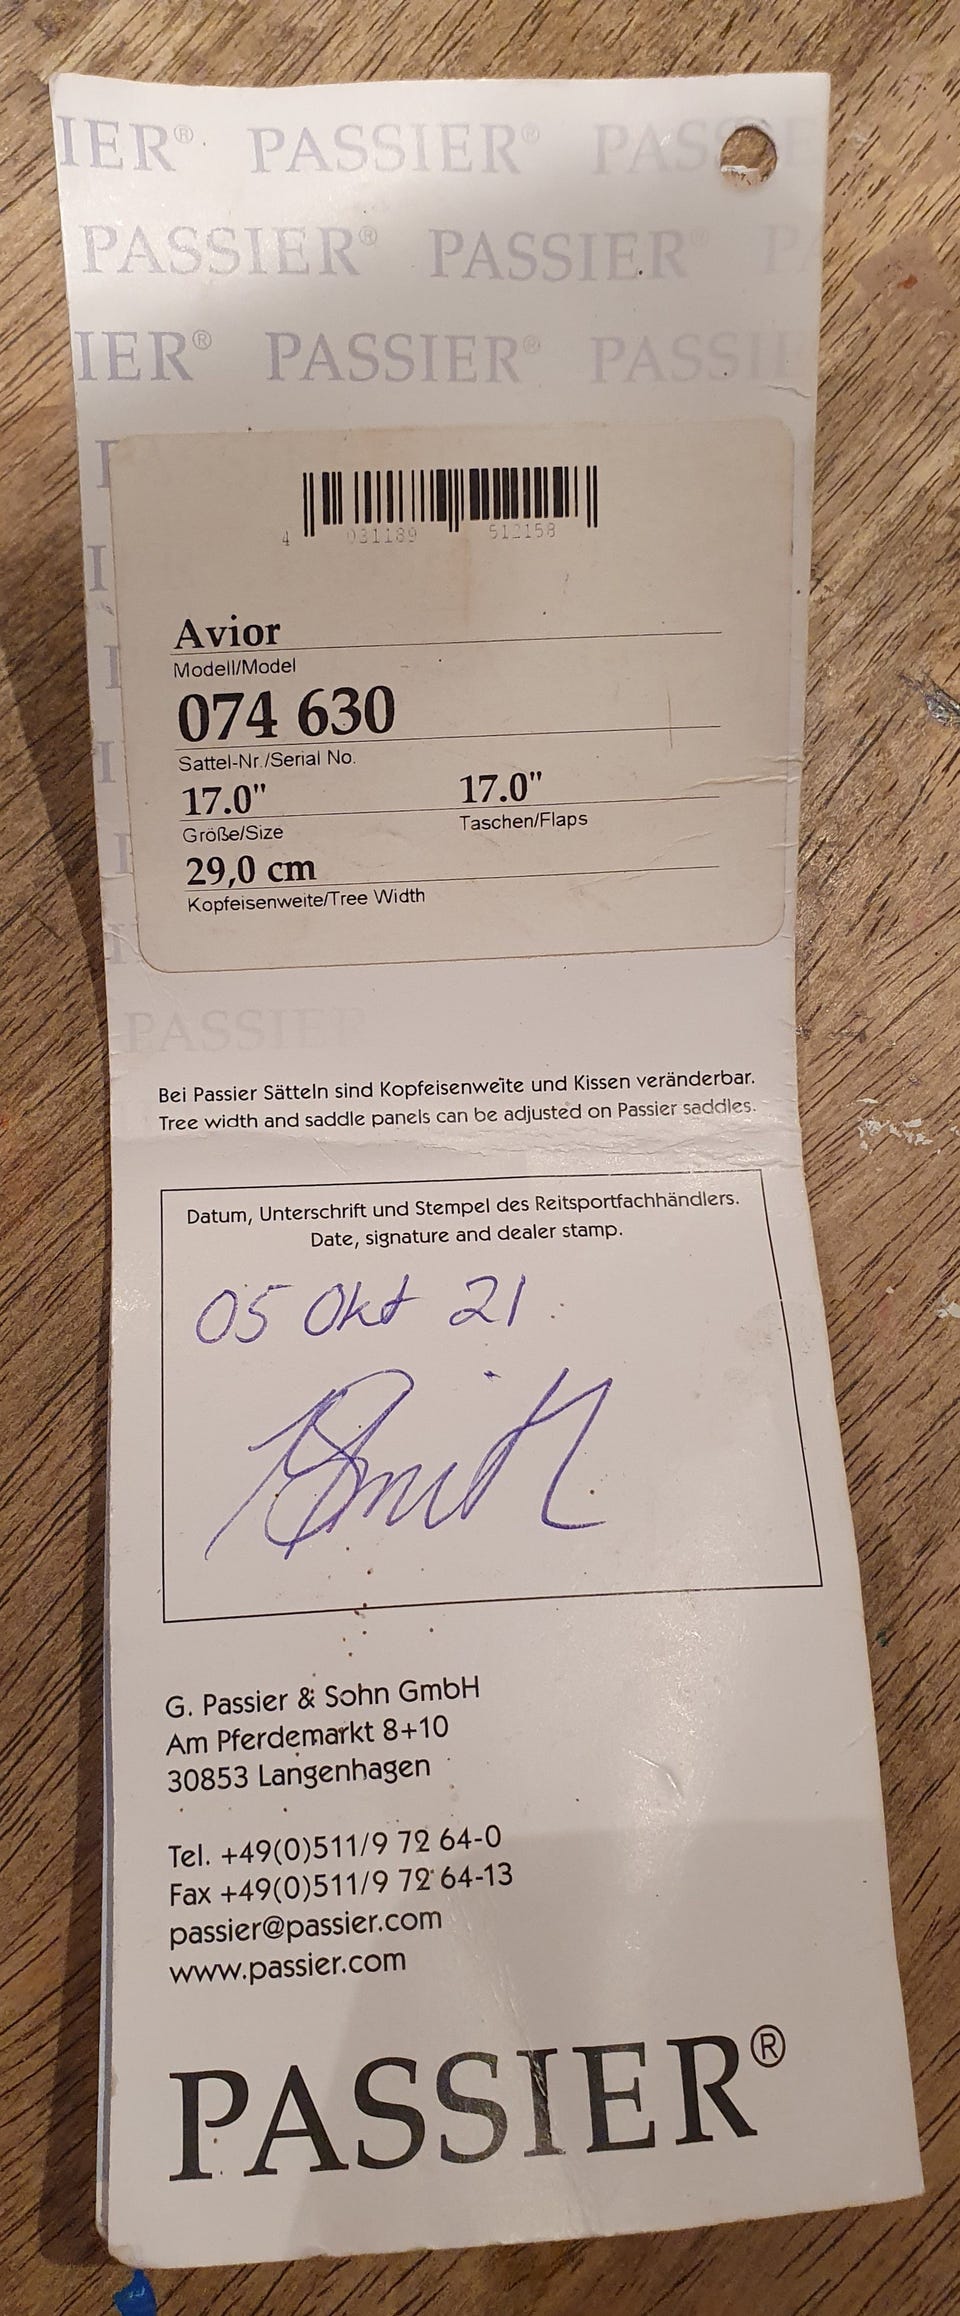 IER® PASSIER® PASS
PASSIER® PASSIER® P
IER® PASSIER® PASSIE
4 031189 512158
Avior
Modell/Model
074 630
Sattel-Nr./Serial No.
17.0" 17.0"
Größe/Size Taschen/Flaps
29,0 cm
Kopfeisenweite/Tree Width
PASSIER
Bei Passier Sätteln sind Kopfeisenweite und Kissen veränderbar.
Tree width and saddle panels can be adjusted on Passier saddles.
Datum, Unterschrift und Stempel des Reitsportfachhändlers.
Date, signature and dealer stamp.
05 Okt 21
G. Passier & Sohn GmbH
Am Pferdemarkt 8+10
30853 Langenhagen
Tel. +49(0)511/9 72 64-0
Fax +49(0)511/9 72 64-13
passier@passier.com
www.passier.com
PASSIER®